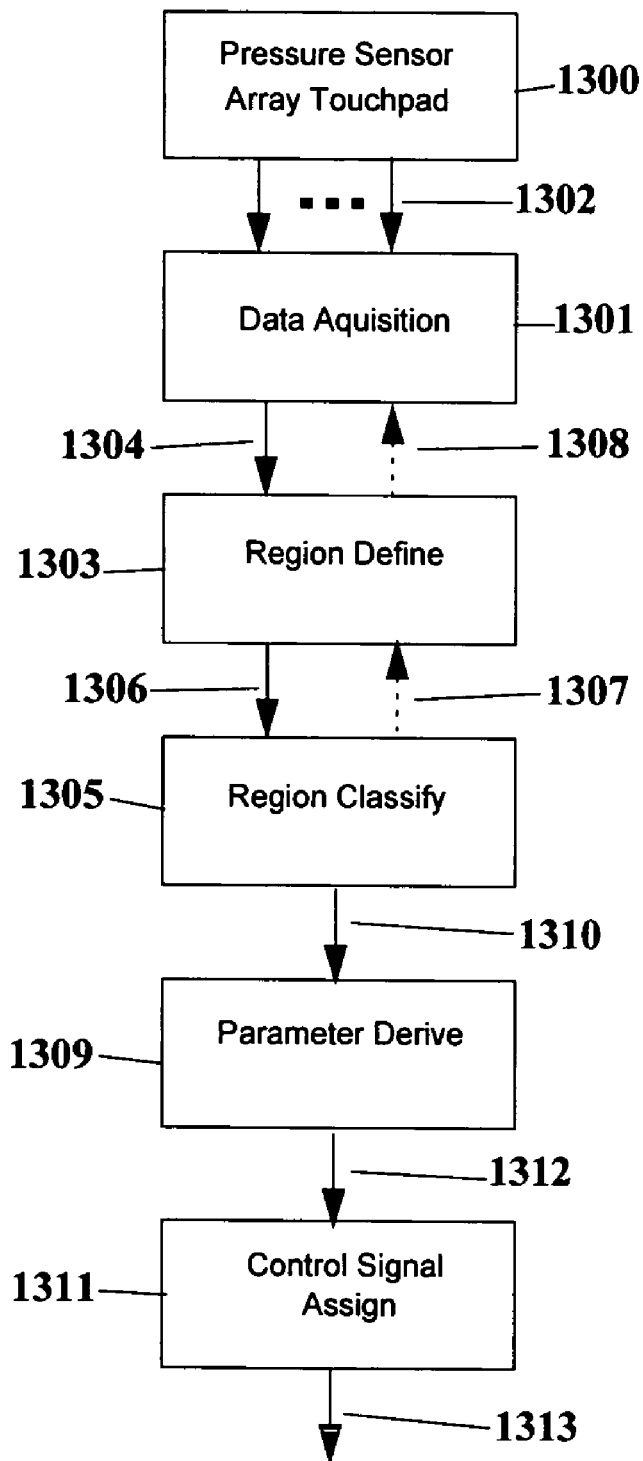 Pressure Sensor
Array Touchpad
1300
1302
Data Aquisition
1301
1304
1308
Region Define
1303
1306
1307
Region Classify
1305
1310
Parameter Derive
1309
1312
Control Signal
Assign
1311
1313